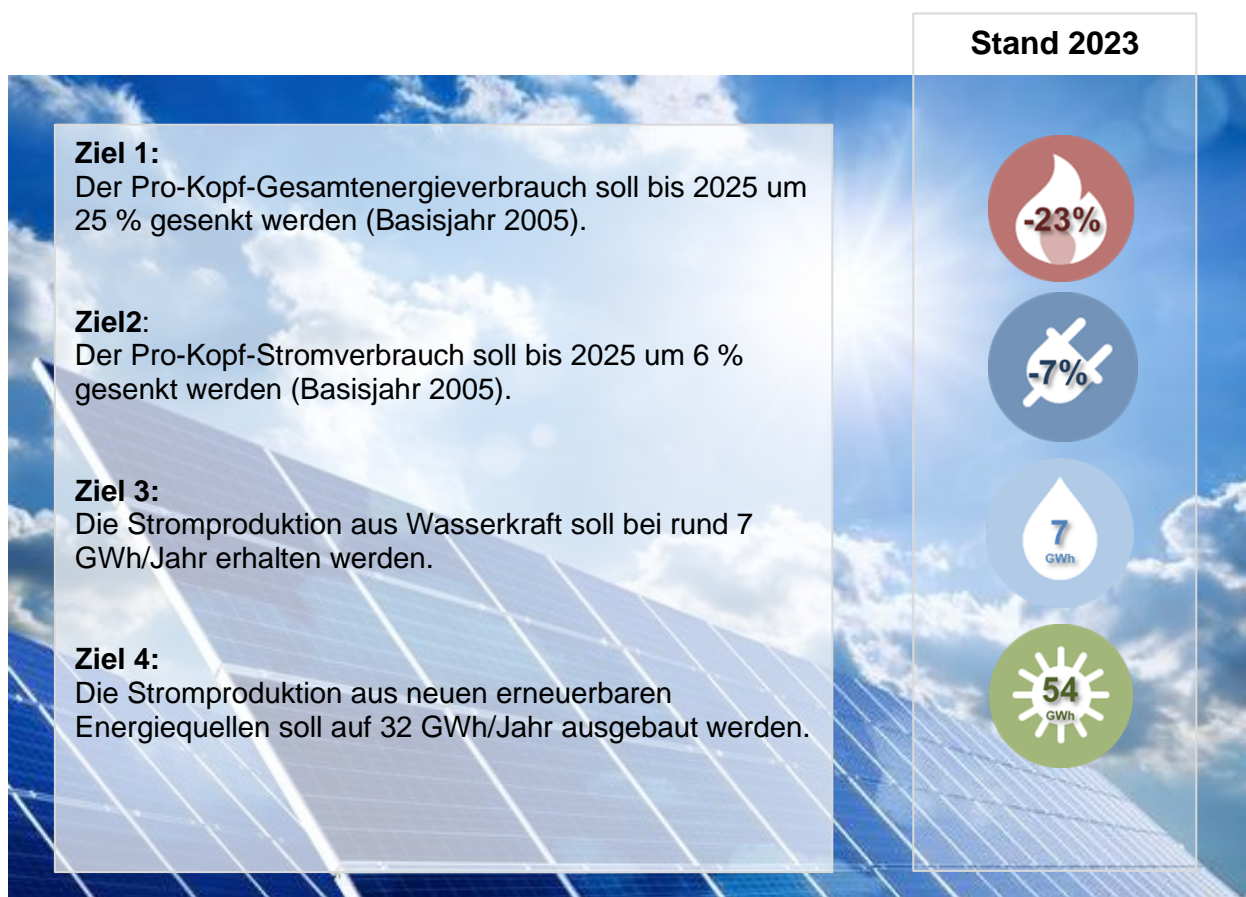 Stand 2023
Ziel 1:
Der Pro-Kopf-Gesamtenergieverbrauch soll bis 2025 um
25 % gesenkt werden (Basisjahr 2005).
-23%
Ziel2:
Der Pro-Kopf-Stromverbrauch soll bis 2025 um 6 %
gesenkt werden (Basisjahr 2005).
-7%
Ziel 3:
Die Stromproduktion aus Wasserkraft soll bei rund 7
GWh/Jahr erhalten werden.
7
GWh
Ziel 4:
Die Stromproduktion aus neuen erneuerbaren
Energiequellen soll auf 32 GWh/Jahr ausgebaut werden.
54
GWh